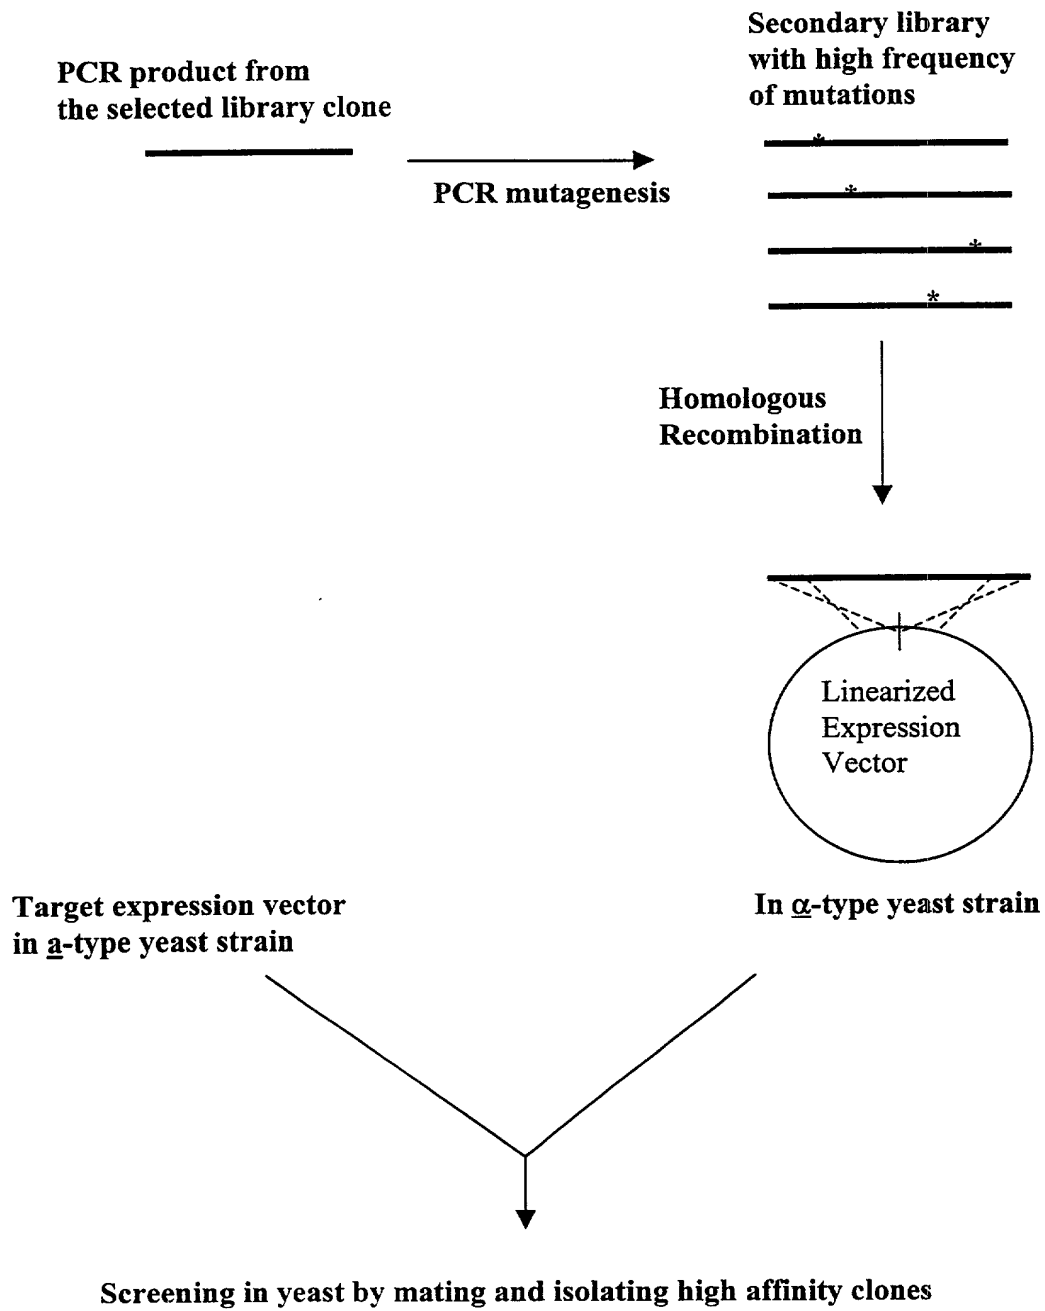 PCR product from
the selected library clone
PCR mutagenesis
Secondary library
with high frequency
of mutations
*
*
*
*
Homologous
Recombination
Linearized
Expression
Vector
Target expression vector
in a-type yeast strain
In α-type yeast strain
Screening in yeast by mating and isolating high affinity clones